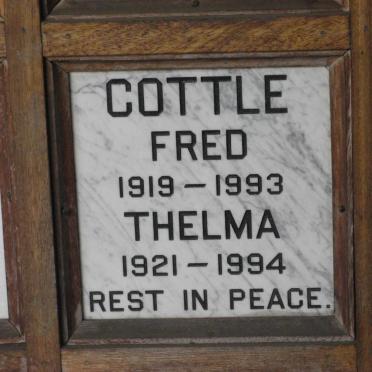 COTTLE
FRED
1919 - 1993
THELMA
1921 - 1994
REST IN PEACE.